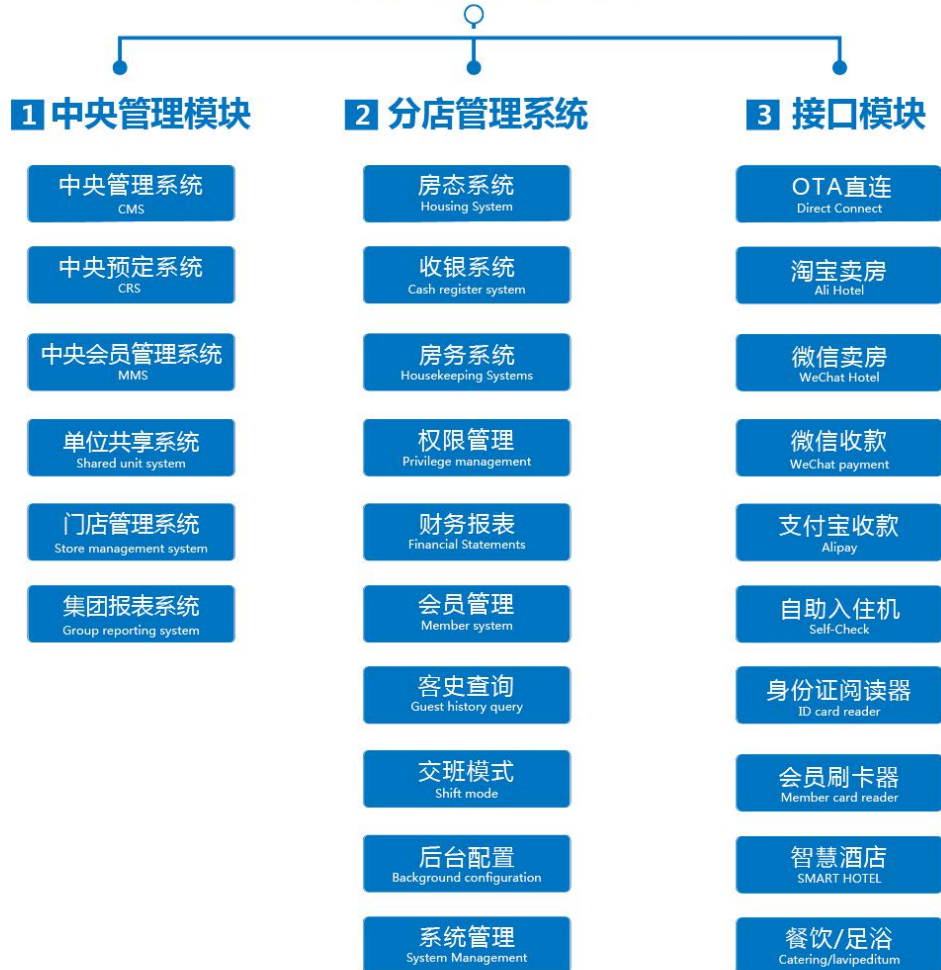 1 中央管理模块
中央管理系统
CMS
中央预定系统
CRS
中央会员管理系统
MMS
单位共享系统
Shared unit system
门店管理系统
Store management system
集团报表系统
Group reporting system
2 分店管理系统
房态系统
Housing System
收银系统
Cash register system
房务系统
Housekeeping Systems
权限管理
Privilege management
财务报表
Financial Statements
会员管理
Member system
客史查询
Guest history query
交班模式
Shift mode
后台配置
Background configuration
系统管理
System Management
3 接口模块
OTA直连
Direct Connect
淘宝卖房
Ali Hotel
微信卖房
WeChat Hotel
微信收款
WeChat payment
支付宝收款
Alipay
自助入住机
Self-Check
身份证阅读器
ID card reader
会员刷卡器
Member card reader
智慧酒店
SMART HOTEL
餐饮/足浴
Catering/lavipeditum